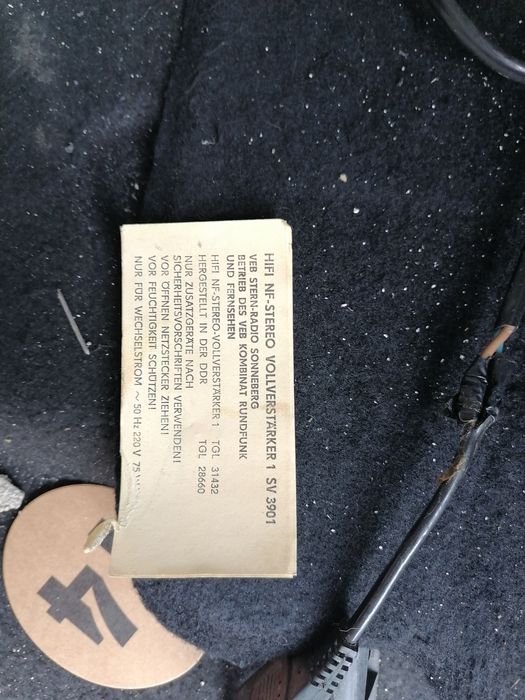 HIFI NF-STEREO VOLLVERSTÄRKER 1 SV 3901
VEB STERN-RADIO SONNEBERG
BETRIEB DES VEB KOMBINAT RUNDFUNK
UND FERNSEHEN
HIFI NF-STEREO-VOLLVERSTÄRKER 1 TGL 31432
HERGESTELLT IN DER DDR TGL 28660
NUR ZUSATZGERÄTE NACH
SICHERHEITSVORSCHRIFTEN VERWENDEN!
VOR ÖFFNEN NETZSTECKER ZIEHEN!
VOR FEUCHTIGKEIT SCHÜTZEN!
NUR FÜR WECHSELSTROM ~ 50 Hz 220 V 75
44